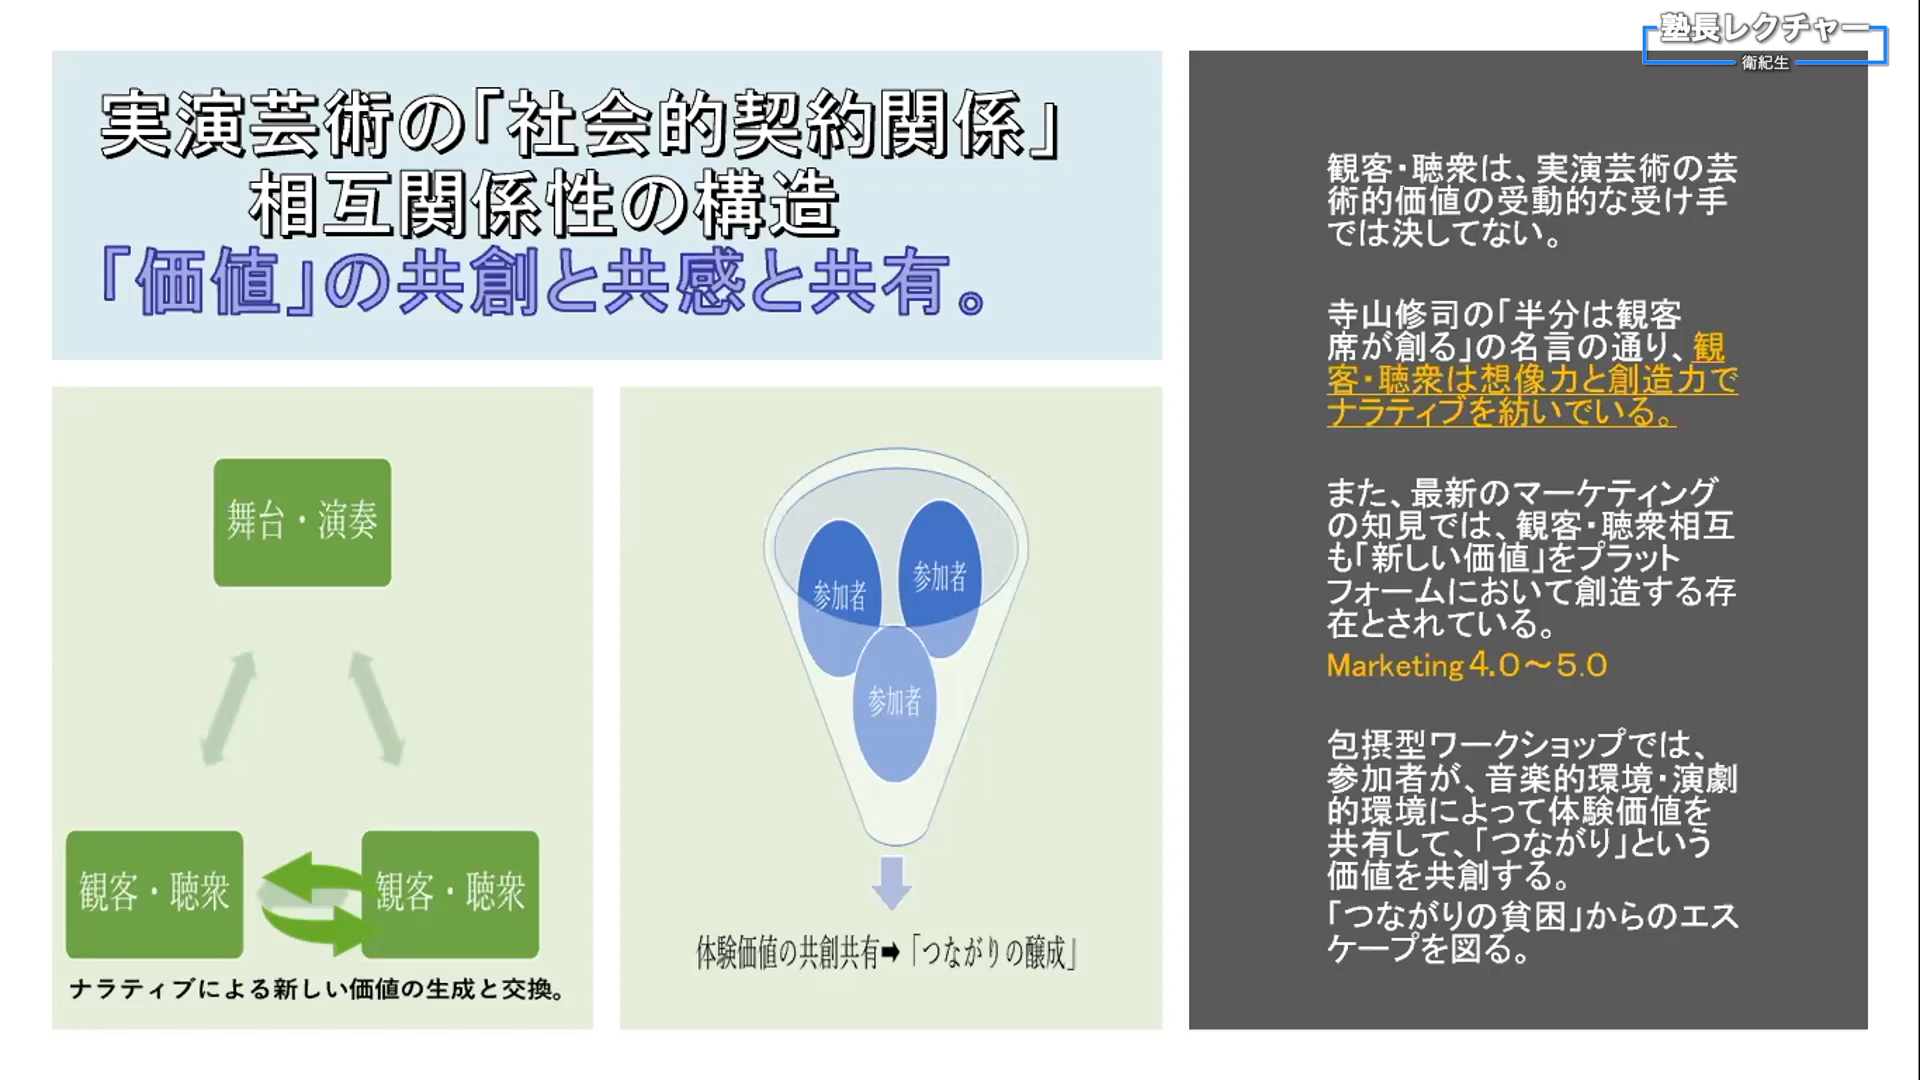 塾長レクチャー
衛紀生
実演芸術の「社会的契約関係」
相互関係性の構造
「価値」の共創と共感と共有。
舞台・演奏
観客・聴衆
観客・聴衆
ナラティブによる新しい価値の生成と交換。
参加者
参加者
参加者
体験価値の共創共有➡「つながりの醸成」
観客・聴衆は、実演芸術の芸
術的価値の受動的な受け手
では決してない。
寺山修司の「半分は観客
席が創る」の名言の通り、観
客・聴衆は想像力と創造力で
ナラティブを紡いでいる。
また、最新のマーケティング
の知見では、観客・聴衆相互
も「新しい価値」をプラット
フォームにおいて創造する存
在とされている。
Marketing4.0～5.0
包摂型ワークショップでは、
参加者が、音楽的環境・演劇
的環境によって体験価値を
共有して、「つながり」という
価値を共創する。
「つながりの貧困」からのエス
ケープを図る。